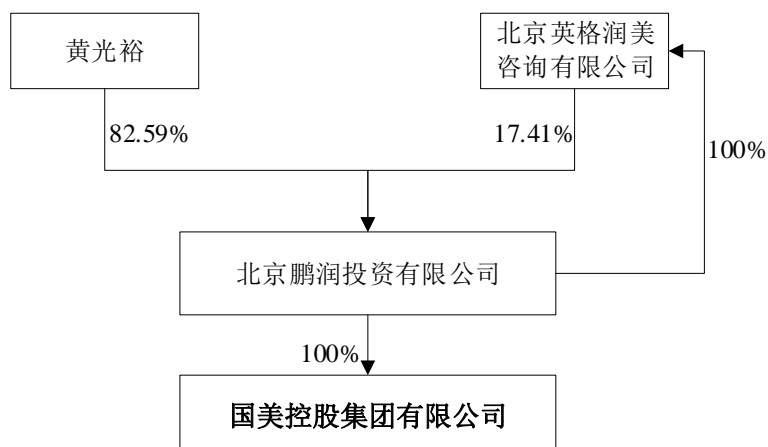 黄光裕
北京英格润美
咨询有限公司
82.59%
17.41%
100%
北京鹏润投资有限公司
100%
国美控股集团有限公司